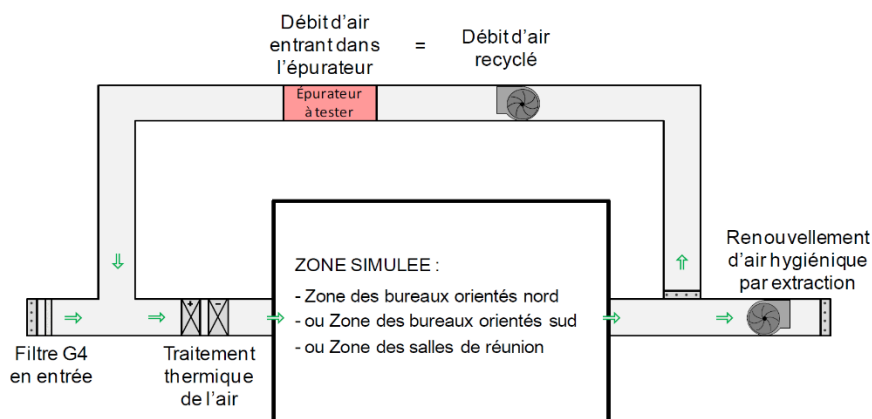 Débit d'air
entrant dans
l'épurateur
=
Débit d'air
recyclé
Épurateur
à tester
ZONE SIMULEE :
- Zone des bureaux orientés nord
- ou Zone des bureaux orientés sud
- ou Zone des salles de réunion
Renouvellement
d'air hygiénique
par extraction
+
-
Filtre G4
en entrée
Traitement
thermique
de l'air